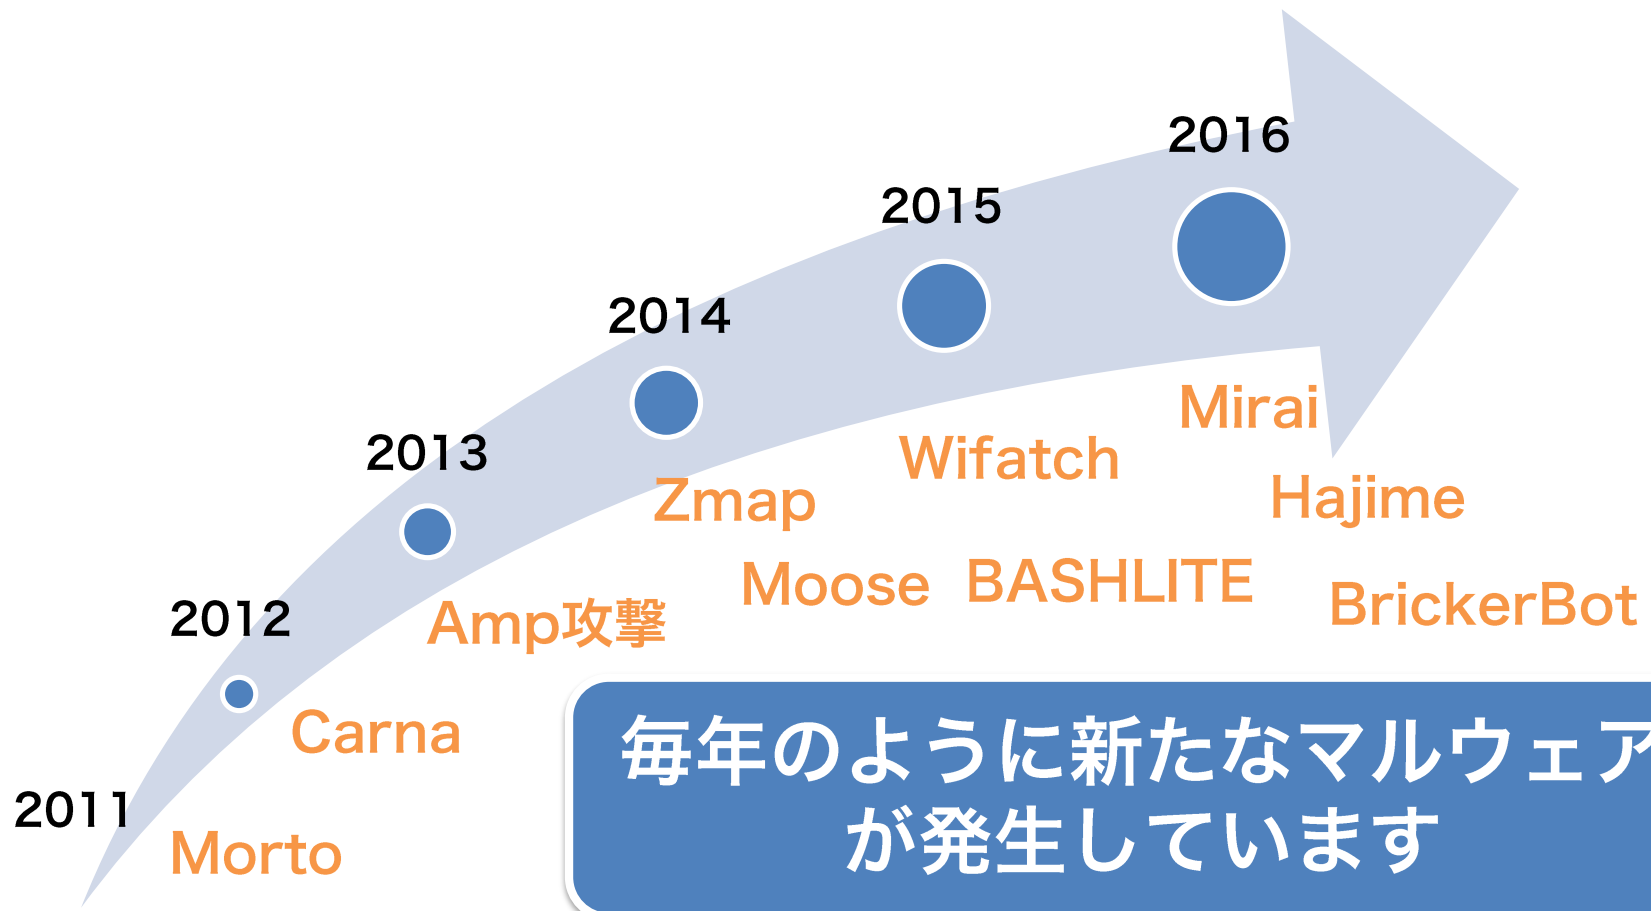 2016
2015
2014
2013
2012
2011
Mirai
Wifatch
Hajime
Zmap
Moose
BASHLITE
BrickerBot
Amp攻撃
Carna
Morto
毎年のように新たなマルウェア
が発生しています